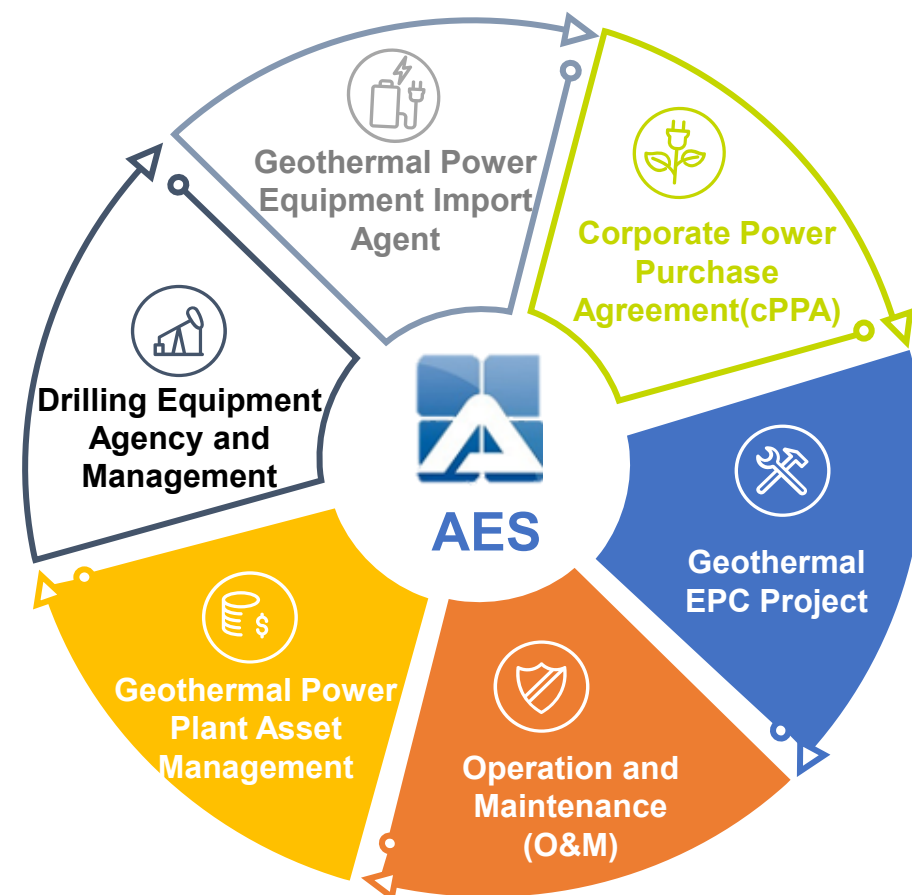 Geothermal Power
Equipment Import
Agent
Corporate Power
Purchase
Agreement(cPPA)
Drilling Equipment
Agency and
Management
AES
Geothermal
EPC Project
Geothermal Power
Plant Asset
Management
Operation and
Maintenance
(O&M)